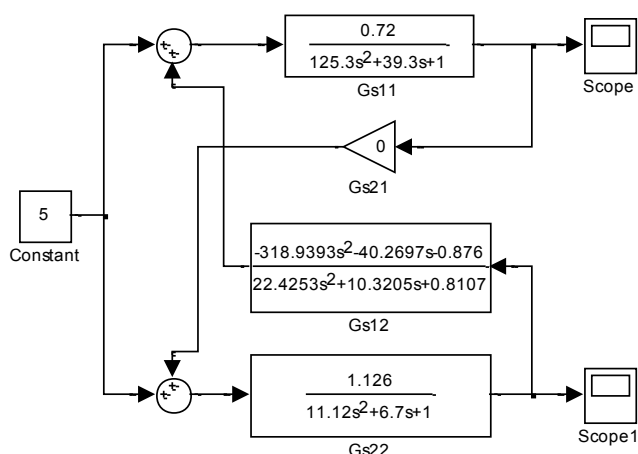 0.72
125.3s²+39.3s+1
Gs11
Scope
0
Gs21
5
Constant
-318.9393s²-40.2697s-0.876
22.4253s²+10.3205s+0.8107
Gs12
1.126
11.12s²+6.7s+1
Gs22
Scope1